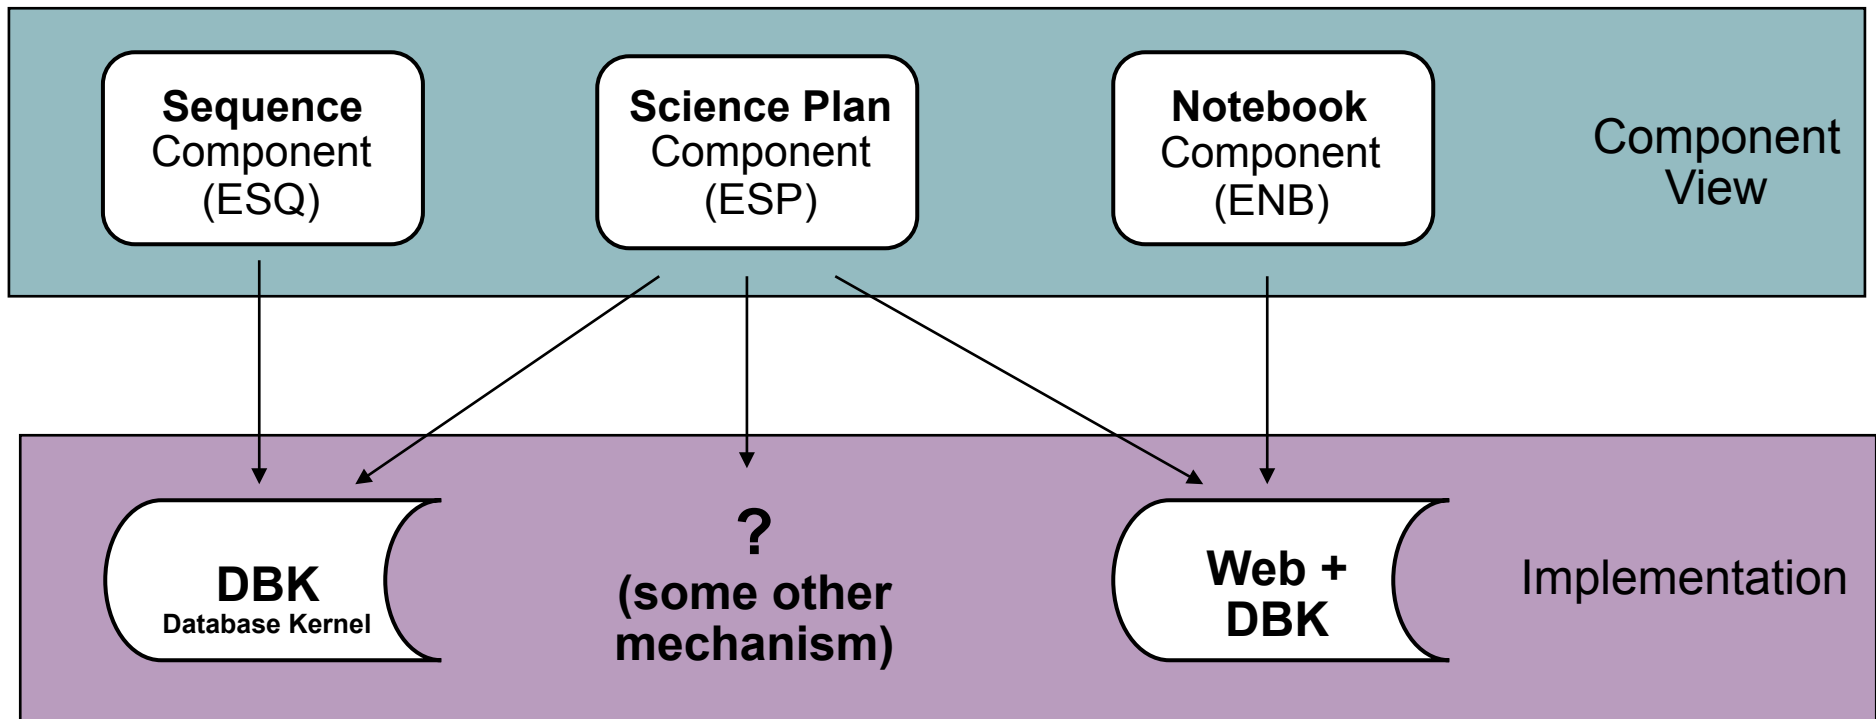 Sequence
Component
(ESQ)
Science Plan
Component
(ESP)
Notebook
Component
(ENB)
Component
View
DBK
Database Kernel
?
(some other
mechanism)
Web +
DBK
Implementation